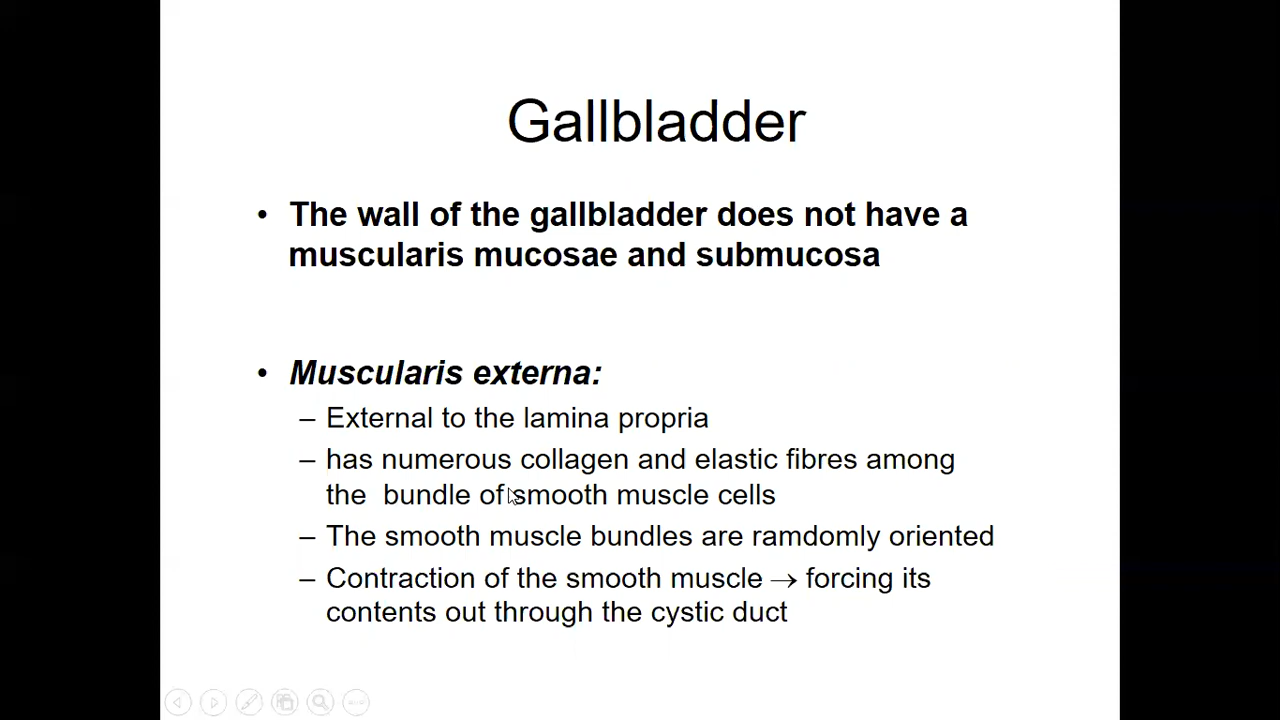 Gallbladder
• The wall of the gallbladder does not have a
muscularis mucosae and submucosa
• Muscularis externa:
– External to the lamina propria
– has numerous collagen and elastic fibres among
the bundle of smooth muscle cells
– The smooth muscle bundles are ramdomly oriented
– Contraction of the smooth muscle → forcing its
contents out through the cystic duct